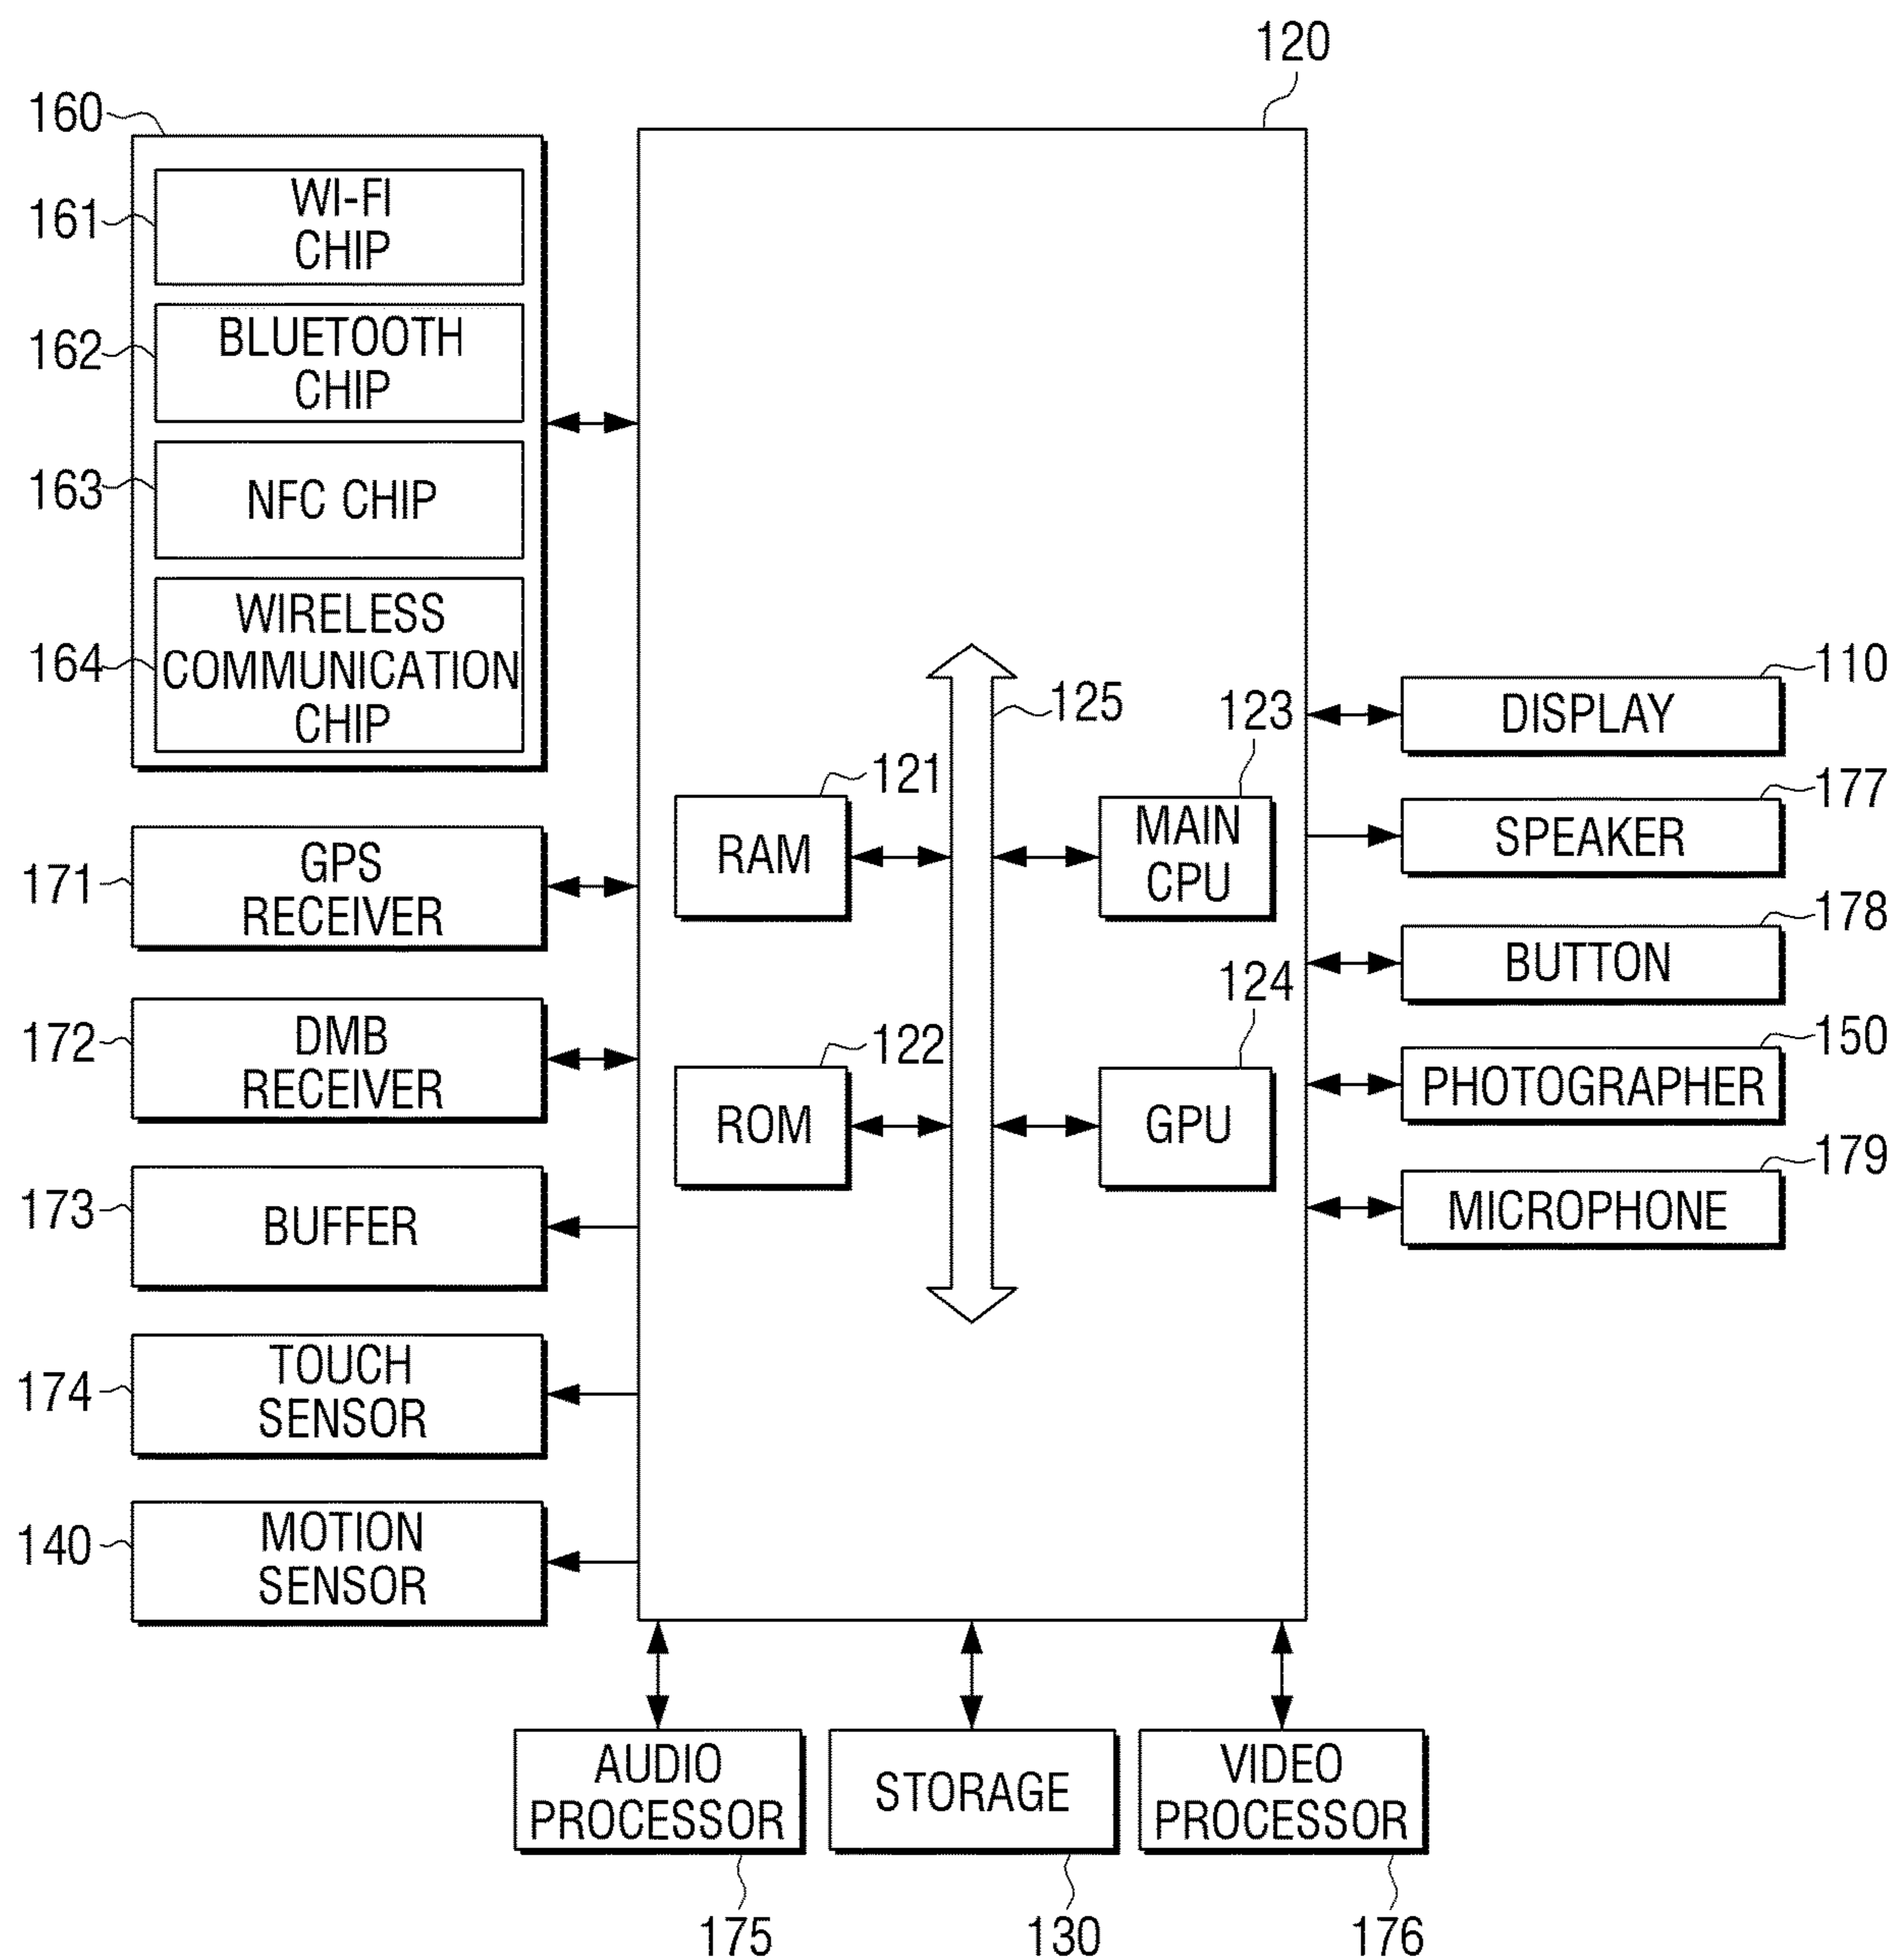 120
160
161
WI-FI
CHIP
162
BLUETOOTH
CHIP
163
NFC CHIP
164
WIRELESS
COMMUNICATION
CHIP
171
GPS
RECEIVER
172
DMB
RECEIVER
173
BUFFER
174
TOUCH
SENSOR
140
MOTION
SENSOR
125
121
RAM
123
MAIN
CPU
122
ROM
124
GPU
110
DISPLAY
177
SPEAKER
178
BUTTON
150
PHOTOGRAPHER
179
MICROPHONE
AUDIO
PROCESSOR
175
STORAGE
130
VIDEO
PROCESSOR
176